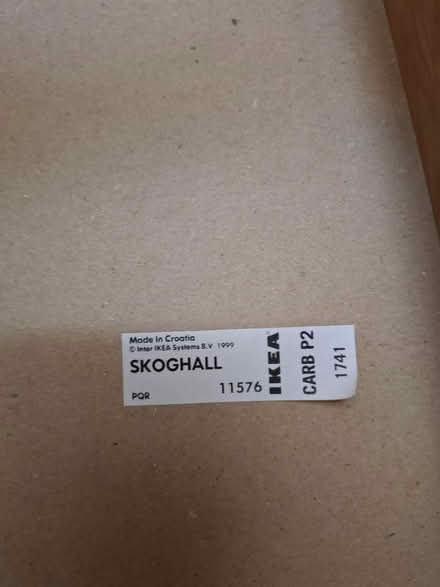 Made in Croatia
© Inter IKEA Systems B.V 1999
SKOGHALL
PQR 11576
IKEA
CARB P2
1741